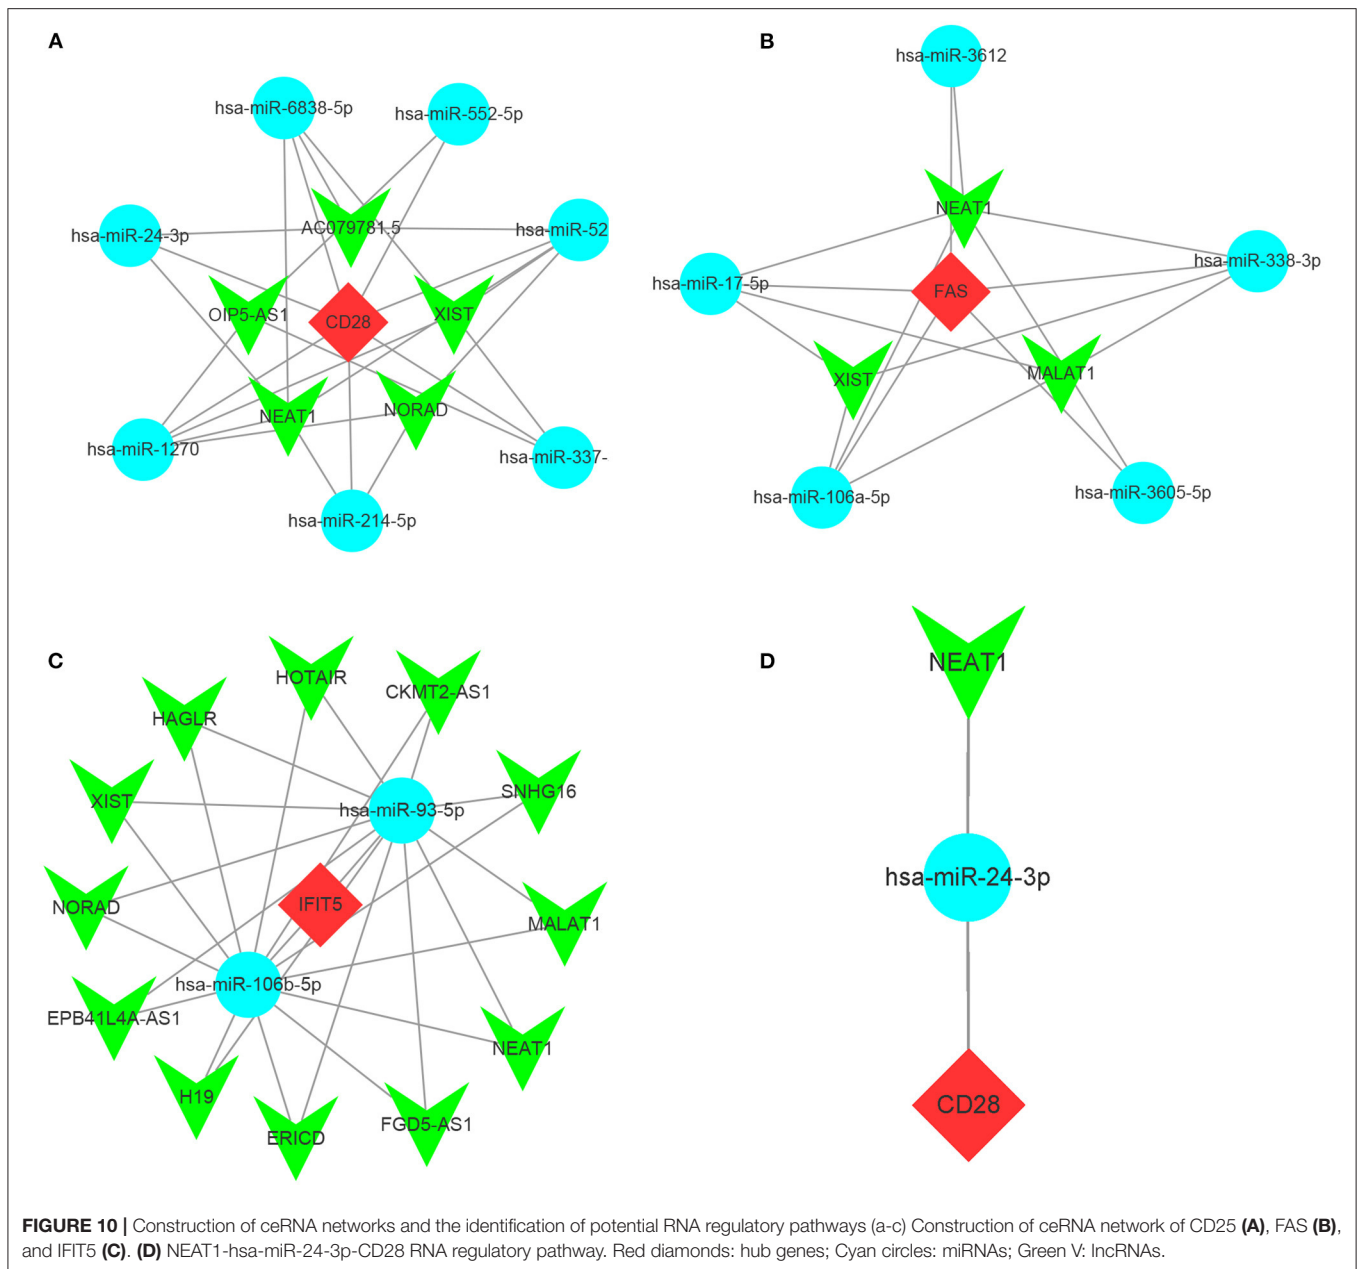 A
hsa-miR-6838-5p
hsa-miR-552-5p
AC079781.5
hsa-miR-24-3p
hsa-miR-52
OIP5-AS1
CD28
XIST
NEAT1
NORAD
hsa-miR-1270
hsa-miR-337-
hsa-miR-214-5p
B
hsa-miR-3612
NEAT1
hsa-miR-338-3p
hsa-miR-17-5p
FAS
XIST
MALAT1
hsa-miR-106a-5p
hsa-miR-3605-5p
C
HOTAIR
CKMT2-AS1
HAGLR
XIST
hsa-miR-93-5p
SNHG16
NORAD
IFIT5
MALAT1
hsa-miR-106b-5p
EPB41L4A-AS1
NEAT1
H19
ERICD
FGD5-AS1
D
NEAT1
hsa-miR-24-3p
CD28
FIGURE 10 | Construction of ceRNA networks and the identification of potential RNA regulatory pathways (a-c) Construction of ceRNA network of CD25 (A), FAS (B),
and IFIT5 (C). (D) NEAT1-hsa-miR-24-3p-CD28 RNA regulatory pathway. Red diamonds: hub genes; Cyan circles: miRNAs; Green V: lncRNAs.